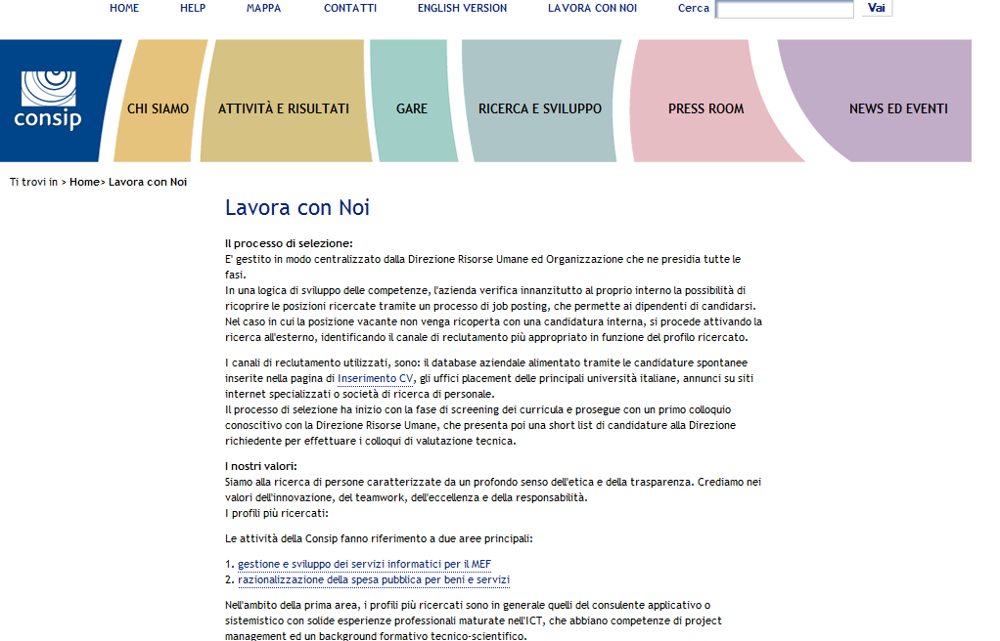 HOME HELP MAPPA CONTATTI ENGLISH VERSION LAVORA CON NOI Cerca Vai
consip
CHI SIAMO ATTIVITÀ E RISULTATI GARE RICERCA E SVILUPPO PRESS ROOM NEWS ED EVENTI
Ti trovi in > Home> Lavora con Noi
Lavora con Noi
Il processo di selezione:
E' gestito in modo centralizzato dalla Direzione Risorse Umane ed Organizzazione che ne presidia tutte le
fasi.
In una logica di sviluppo delle competenze, l'azienda verifica innanzitutto al proprio interno la possibilità di
ricoprire le posizioni ricercate tramite un processo di job posting, che permette ai dipendenti di candidarsi.
Nel caso in cui la posizione vacante non venga ricoperta con una candidatura interna, si procede attivando la
ricerca all'esterno, identificando il canale di reclutamento più appropriato in funzione del profilo ricercato.
I canali di reclutamento utilizzati, sono: il database aziendale alimentato tramite le candidature spontanee
inserite nella pagina di Inserimento CV, gli uffici placement delle principali università italiane, annunci su siti
internet specializzati o società di ricerca di personale.
Il processo di selezione ha inizio con la fase di screening dei curricula e prosegue con un primo colloquio
conoscitivo con la Direzione Risorse Umane, che presenta poi una short list di candidature alla Direzione
richiedente per effettuare i colloqui di valutazione tecnica.
I nostri valori:
Siamo alla ricerca di persone caratterizzate da un profondo senso dell'etica e della trasparenza. Crediamo nei
valori dell'innovazione, del teamwork, dell'eccellenza e della responsabilità.
I profili più ricercati:
Le attività della Consip fanno riferimento a due aree principali:
1. gestione e sviluppo dei servizi informatici per il MEF
2. razionalizzazione della spesa pubblica per beni e servizi
Nell'ambito della prima area, i profili più ricercati sono in generale quelli del consulente applicativo o
sistemistico con solide esperienze professionali maturate nell'ICT, che abbiano competenze di project
management ed un background formativo tecnico-scientifico.